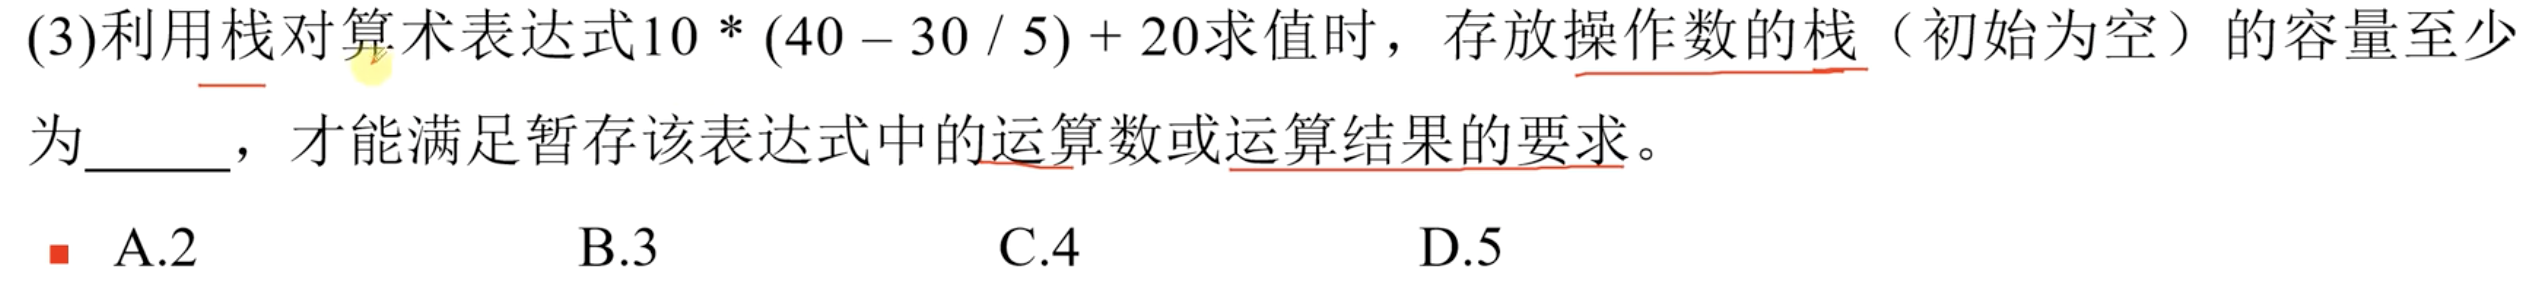 (3)利用栈对算术表达式10 * (40 – 30 / 5) + 20求值时，存放操作数的栈（初始为空）的容量至少
为_____，才能满足暂存该表达式中的运算数或运算结果的要求。
A.2 B.3 C.4 D.5